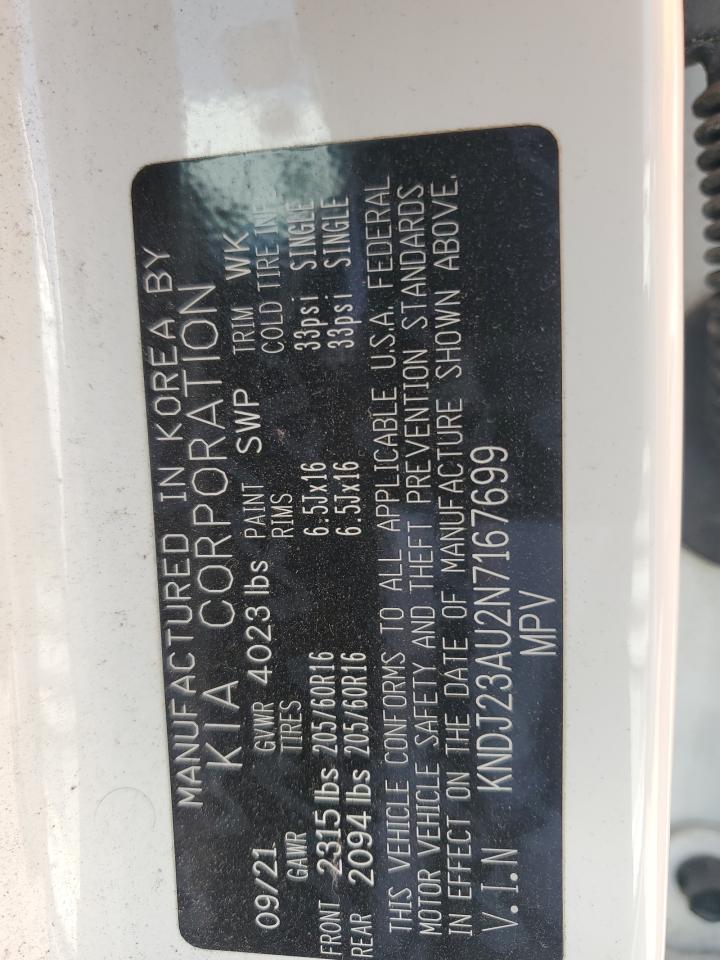 MANUFACTURED IN KOREA BY
09/21 KIA CORPORATION
GAWR GVWR 4023 lbs PAINT SWP TRIM WK
TIRES RIMS COLD TIRE
FRONT 2315 lbs 205/60R16 6.5Jx16 33psi SINGLE
REAR 2094 lbs 205/60R16 6.5Jx16 33psi SINGLE
THIS VEHICLE CONFORMS TO ALL APPLICABLE U.S.A. FEDERAL
MOTOR VEHICLE SAFETY AND THEFT PREVENTION STANDARDS
IN EFFECT ON THE DATE OF MANUFACTURE SHOWN ABOVE.
V.I.N KNDJ23AU2N7167699
MPV